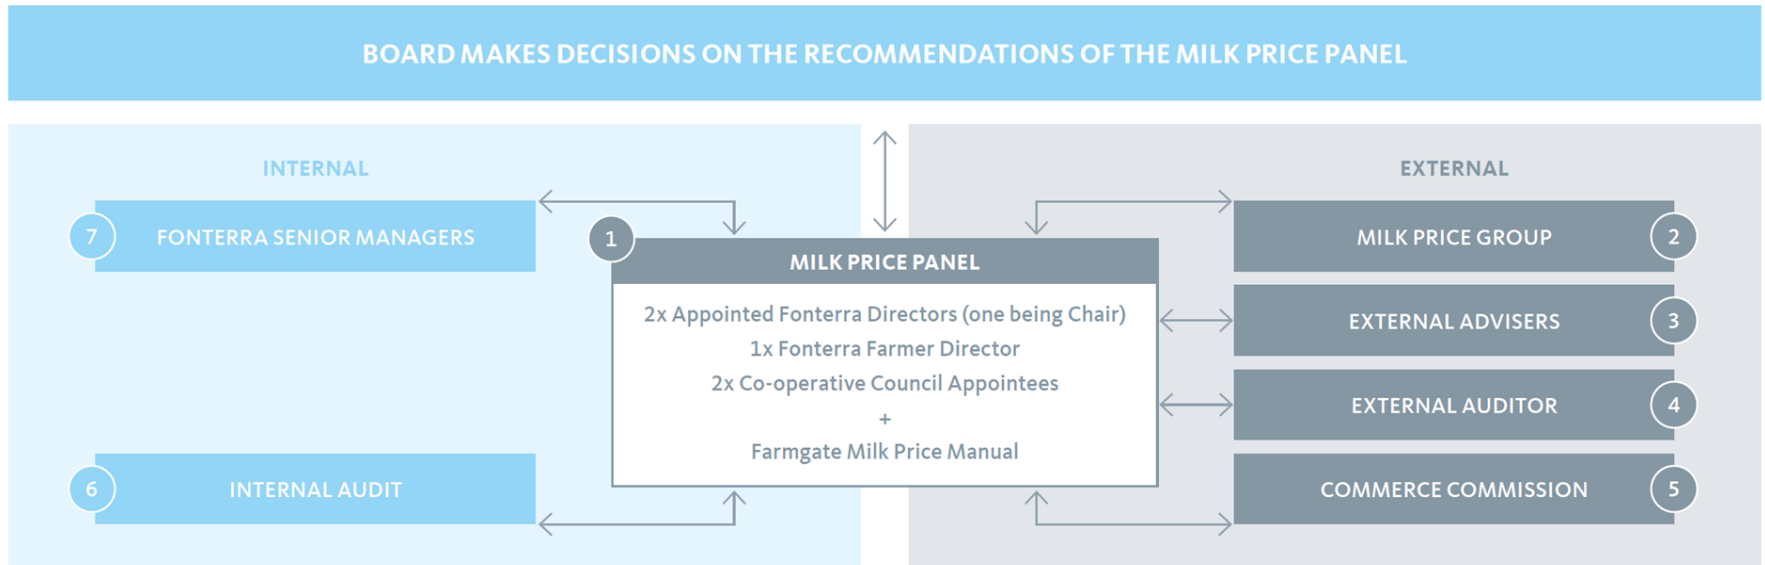 BOARD MAKES DECISIONS ON THE RECOMMENDATIONS OF THE MILK PRICE PANEL
INTERNAL
7
FONTERRA SENIOR MANAGERS
6
INTERNAL AUDIT
1
MILK PRICE PANEL
2x Appointed Fonterra Directors (one being Chair)
1x Fonterra Farmer Director
2x Co-operative Council Appointees
+
Farmgate Milk Price Manual
EXTERNAL
MILK PRICE GROUP
2
EXTERNAL ADVISERS
3
EXTERNAL AUDITOR
4
COMMERCE COMMISSION
5